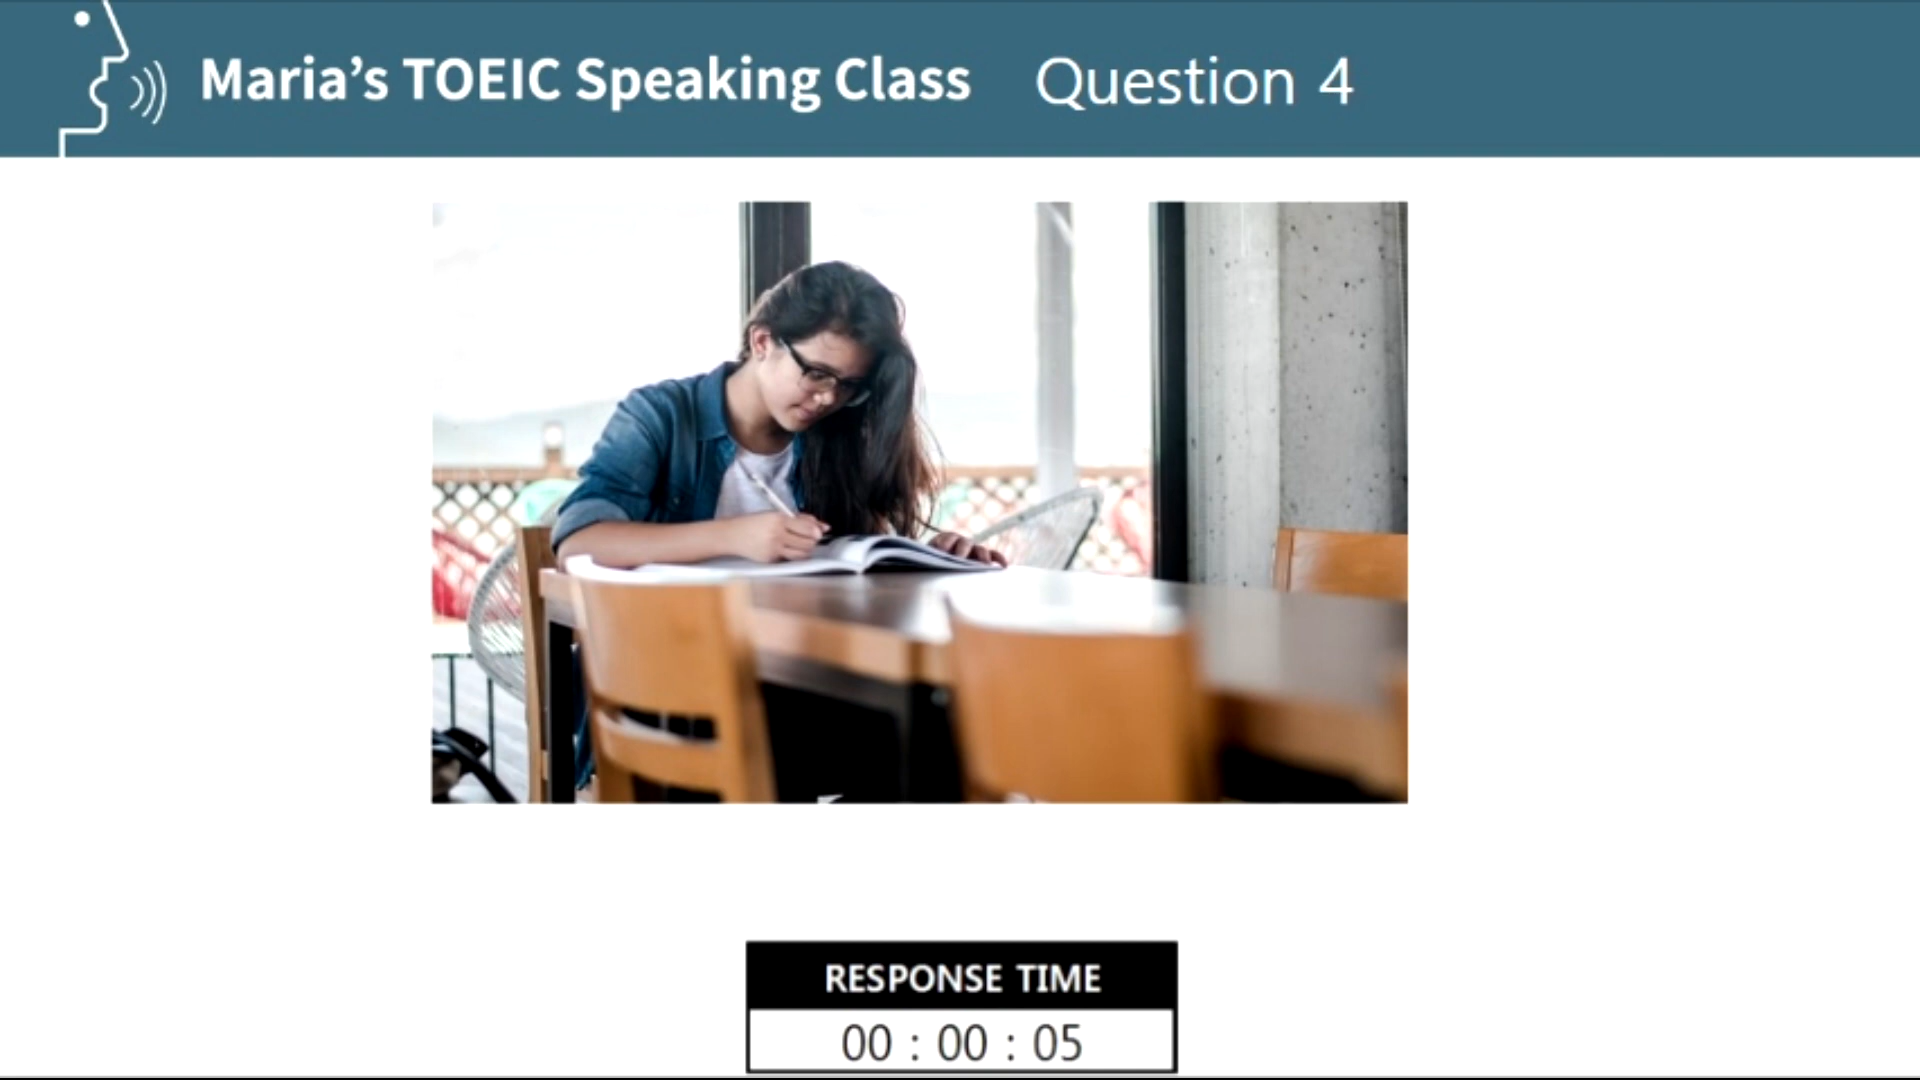 Maria's TOEIC Speaking Class Question 4
RESPONSE TIME
00 : 00 : 05